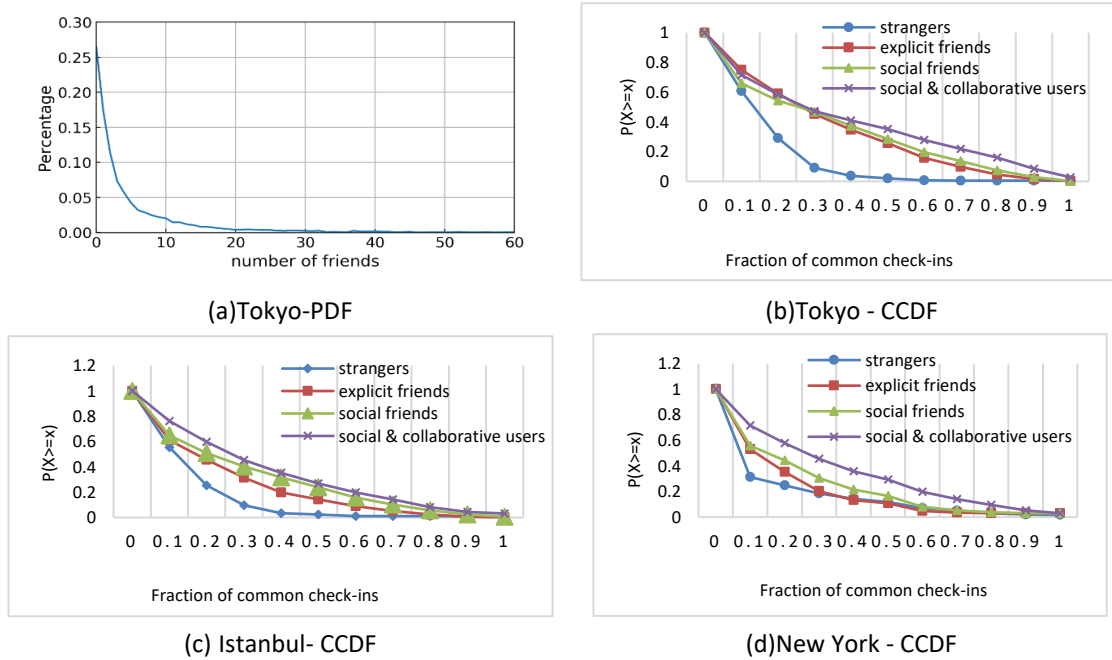 0.30
0.25
0.20
0.15
0.10
0.05
0.00
Percentage
0 10 20 30 40 50 60
number of friends
(a)Tokyo-PDF
1
0.8
0.6
0.4
0.2
0
P(X>=x)
strangers
explicit friends
social friends
social & collaborative users
0 0.1 0.2 0.3 0.4 0.5 0.6 0.7 0.8 0.9 1
Fraction of common check-ins
(b)Tokyo - CCDF
1.2
1
0.8
0.6
0.4
0.2
0
P(X>=x)
strangers
explicit friends
social friends
social & collaborative users
0 0.1 0.2 0.3 0.4 0.5 0.6 0.7 0.8 0.9 1
Fraction of common check-ins
(c) Istanbul- CCDF
1.2
1
0.8
0.6
0.4
0.2
0
P(X>=x)
strangers
explicit friends
social friends
social & collaborative users
0 0.1 0.2 0.3 0.4 0.5 0.6 0.7 0.8 0.9 1
Fraction of common check-ins
(d)New York - CCDF